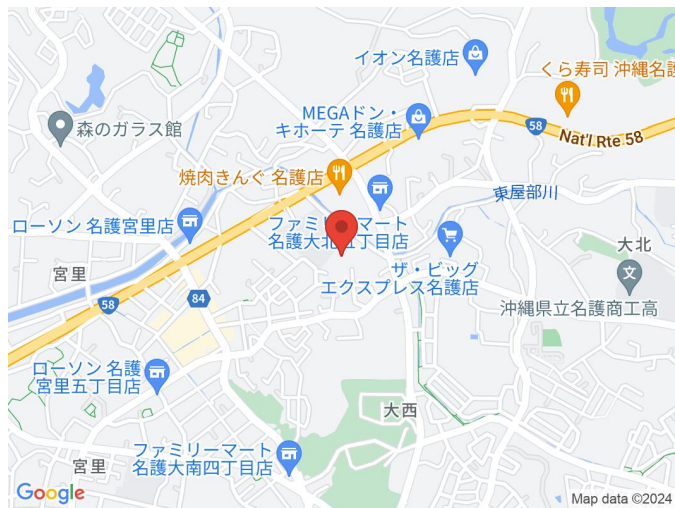 イオン名護店
くら寿司 沖縄名護
森のガラス館
MEGAドン・
キホーテ 名護店
58
Nat'l Rte 58
焼肉きんぐ 名護店
東屋部川
ローソン 名護宮里店
ファミリーマート
名護大北五丁目店
大北
宮里
ザ・ビッグ
エクスプレス名護店
84
58
沖縄県立名護商工高
ローソン 名護
宮里五丁目店
大西
ファミリーマート
名護大南四丁目店
宮里
Google
Map data ©2024